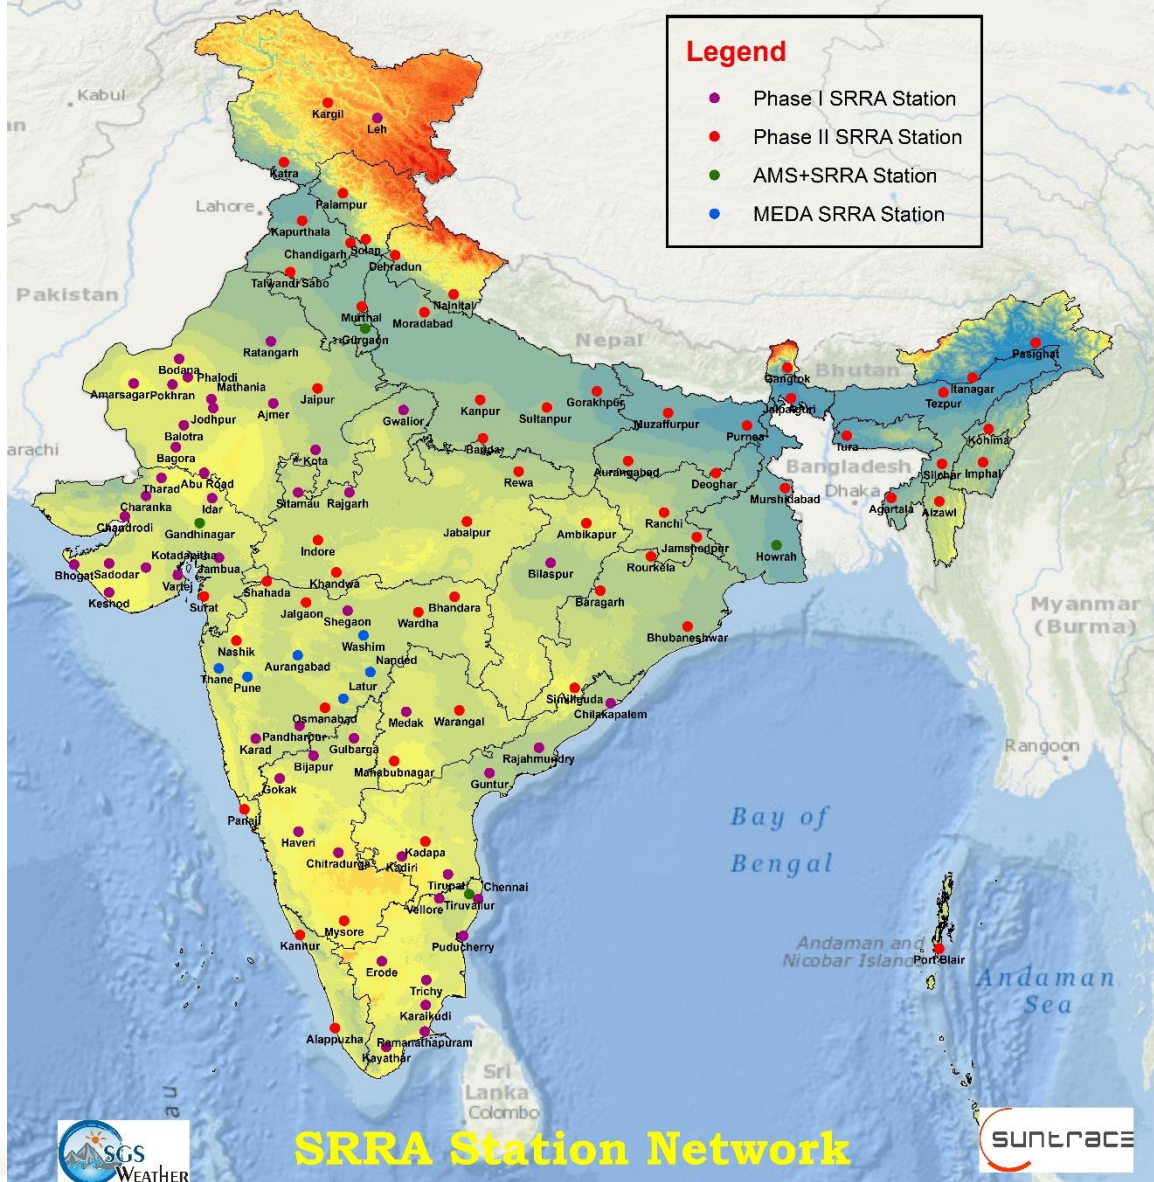 Legend
Phase I SRRA Station
Phase II SRRA Station
AMS+SRRA Station
MEDA SRRA Station
Kabul
an
Kargil
Leh
Katra
Lahore
Palampur
Kapurthala
Chandigarh
Solan
Dehradun
Talwandi Sabo
Pakistan
Nainital
Murthal
Moradabad
Gurgaon
Nepal
Ratangarh
Bhutan
Pasighat
Bodana
Phalodi
Gangtok
Itanagar
Amarsagar
Pokhran
Mathania
Jaipur
Gorakhpur
Tezpur
Jodhpur
Ajmer
Gwalior
Kanpur
Sultanpur
Jalpaiguri
Balotra
Muzaffurpur
Purnea
Kohima
arachi
Bagora
Kota
Banda
Tura
Aurangabad
Bangladesh
Silchar
Imphal
Abu Road
Tharad
Rewa
Deoghar
Dhaka
Charanka
Idar
Sitamau
Rajgarh
Murshidabad
Agartala
Aizawl
Chandrodi
Gandhinagar
Jabalpur
Ambikapur
Ranchi
Jamshedpur
Indore
Howrah
Kotadapitha
Jambua
Rourkela
Bhogat
Sadodar
Vartej
Bilaspur
Keshod
Shahada
Khandwa
Baragarh
Surat
Jalgaon
Shegaon
Wardha
Bhandara
Myanmar
(Burma)
Bhubaneshwar
Nashik
Washim
Aurangabad
Nanded
Thane
Pune
Latur
Simliguda
Osmanabad
Chilakapalem
Medak
Warangal
Pandharpur
Karad
Gulbarga
Rajahmundry
Rangoon
Bijapur
Mahabubnagar
Gokak
Guntur
Panaji
Bay of
Bengal
Haveri
Chitradurga
Kadapa
Kadiri
Tirupati
Chennai
Vellore
Tiruvallur
Mysore
Kannur
Puducherry
Andaman and
Nicobar Islands
Port Blair
Erode
Andaman
Sea
Trichy
Karaikudi
Alappuzha
Ramanathapuram
Kayathar
Sri
Lanka
Colombo
au
SGS
WEATHER
SRRA Station Network
suntrace